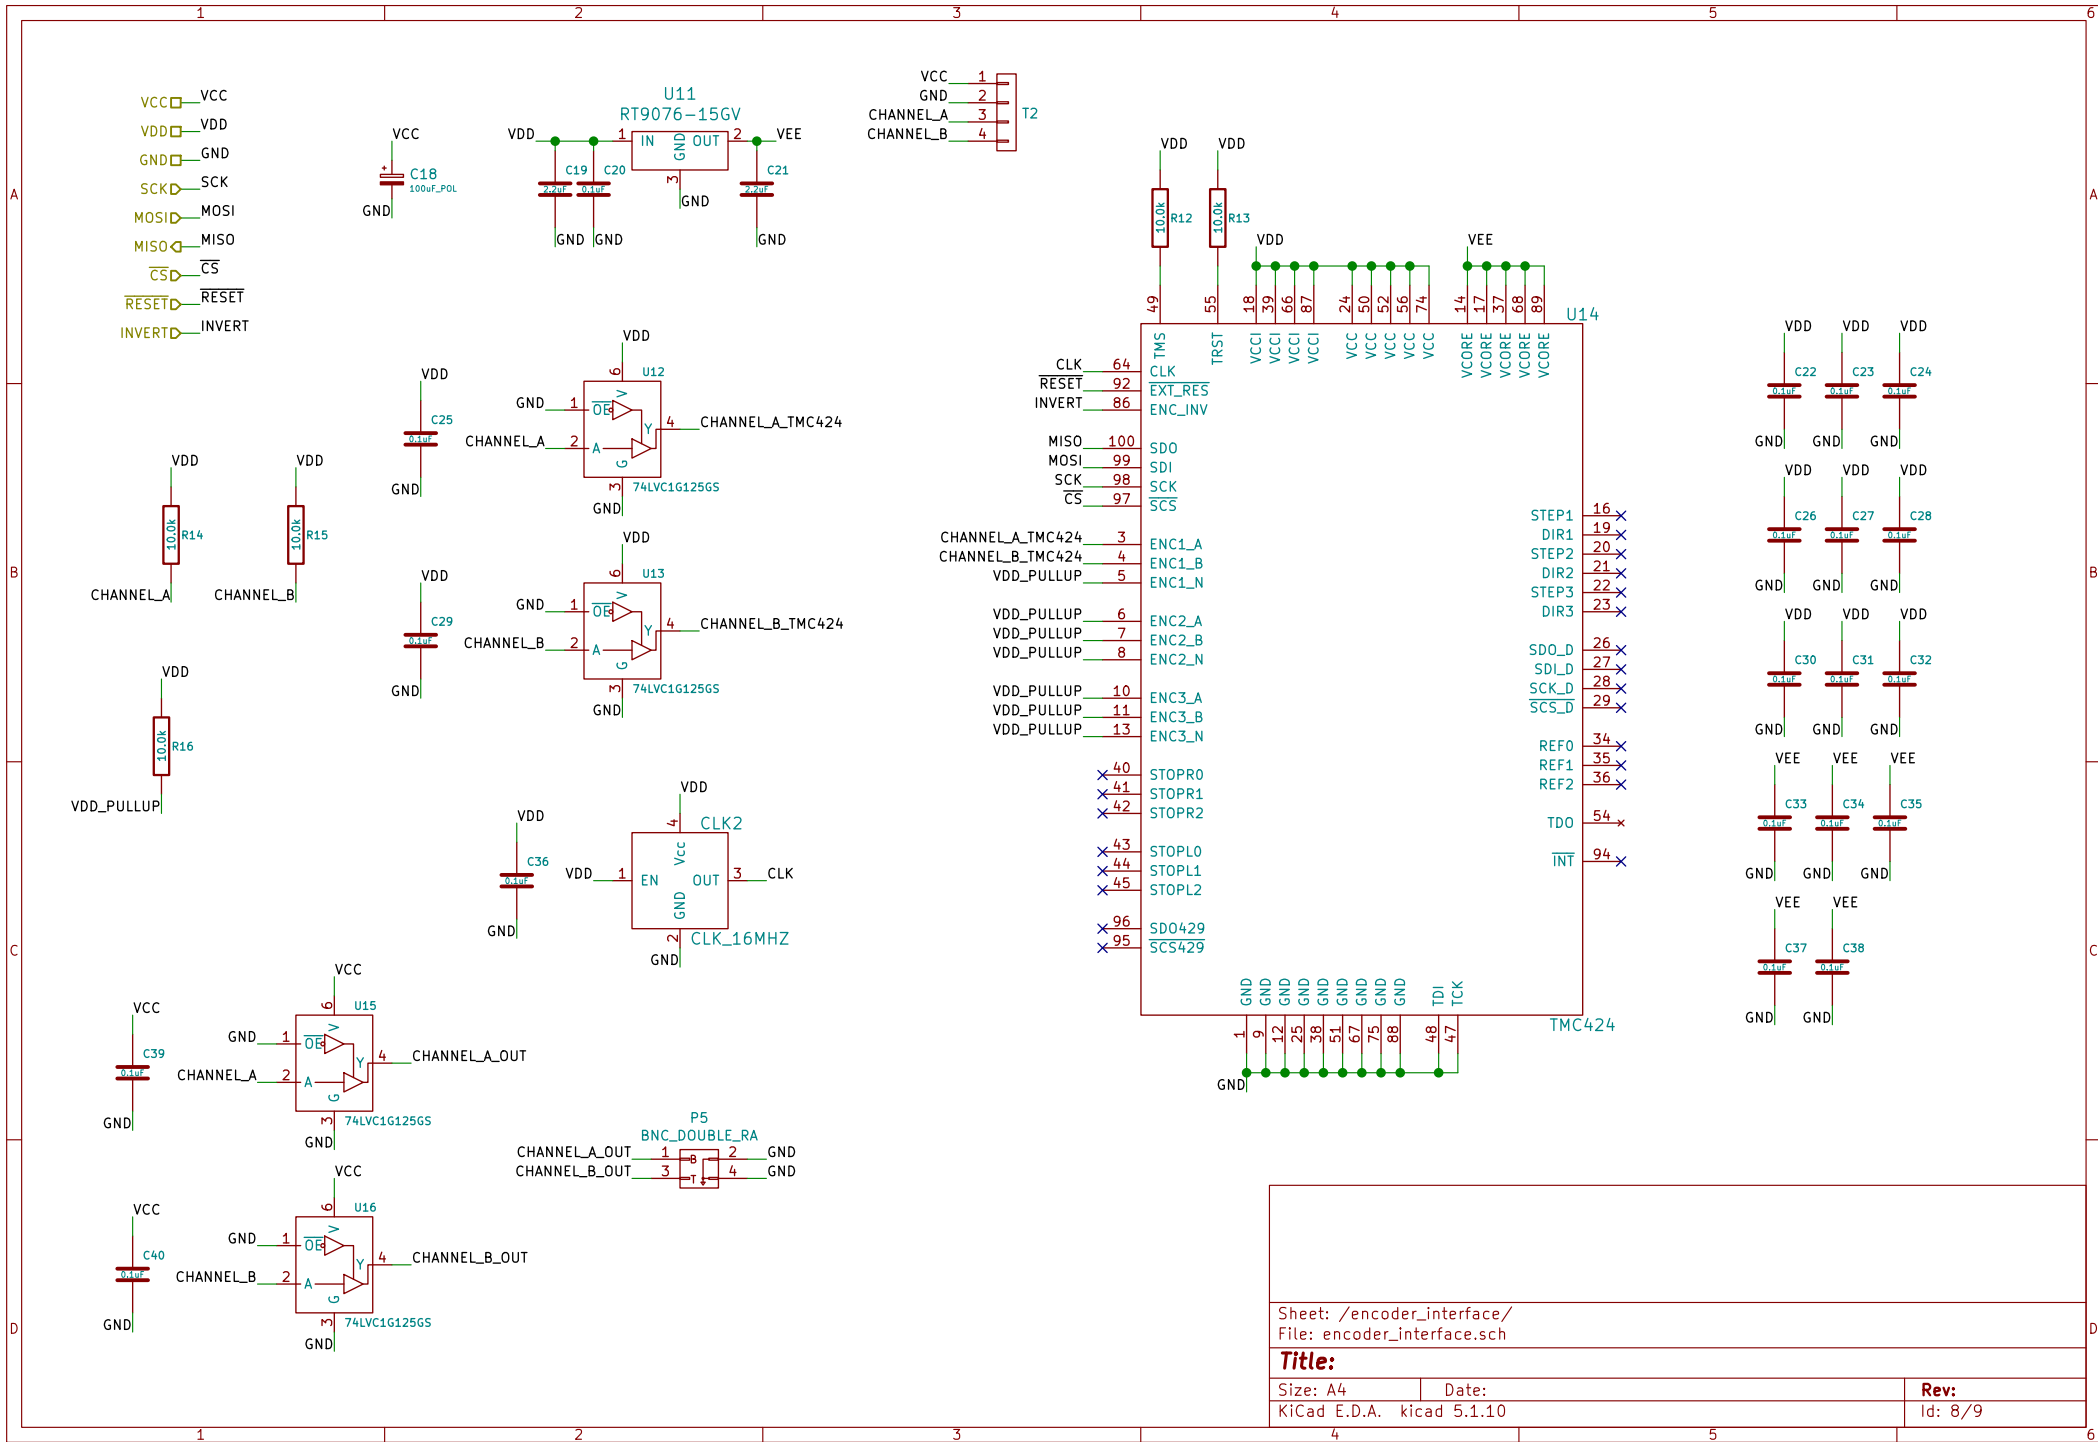 1 2 3 4 5 6
A
B
C
D
A
B
C
D
1 2 3 4 5 6
VCC VCC
VDD VDD
GND GND
SCK SCK
MOSI MOSI
MISO MISO
CS CS
RESET RESET
INVERT INVERT
VCC
C18
100uF_POL
GND
U11
RT9076-15GV
VDD 1 IN GND OUT 2 VEE
3
GND
C19
2.2uF
GND
C20
0.1uF
GND
C21
2.2uF
GND
VCC 1
GND 2
CHANNEL_A 3
CHANNEL_B 4
T2
VDD
10.0k
R12
VDD
10.0k
R13
VDD
VEE
49 55 18 39 66 87 24 50 52 56 74 14 17 37 68 89
U14
TMS TRST VCCI VCCI VCCI VCCI VCC VCC VCC VCC VCC VCORE VCORE VCORE VCORE VCORE
CLK 64 CLK
RESET 92 EXT_RES
INVERT 86 ENC_INV
MISO 100 SDO
MOSI 99 SDI
SCK 98 SCK
CS 97 SCS
CHANNEL_A_TMC424 3 ENC1_A
CHANNEL_B_TMC424 4 ENC1_B
VDD_PULLUP 5 ENC1_N
VDD_PULLUP 6 ENC2_A
VDD_PULLUP 7 ENC2_B
VDD_PULLUP 8 ENC2_N
VDD_PULLUP 10 ENC3_A
VDD_PULLUP 11 ENC3_B
VDD_PULLUP 13 ENC3_N
40 STOPR0
41 STOPR1
42 STOPR2
43 STOPL0
44 STOPL1
45 STOPL2
96 SDO429
95 SCS429
STEP1 16
DIR1 19
STEP2 20
DIR2 21
STEP3 22
DIR3 23
SDO_D 26
SDI_D 27
SCK_D 28
SCS_D 29
REF0 34
REF1 35
REF2 36
TDO 54
INT 94
GND GND GND GND GND GND GND GND GND TDI TCK
1 9 12 25 38 51 67 75 88 48 47
GND
TMC424
VDD
C25
0.1uF
GND
VDD
6
U12
GND 1 OE V
CHANNEL_A 2 A Y 4 CHANNEL_A_TMC424
G
3
74LVC1G125GS
GND
VDD
C29
0.1uF
GND
VDD
6
U13
GND 1 OE V
CHANNEL_B 2 A Y 4 CHANNEL_B_TMC424
G
3
74LVC1G125GS
GND
VDD
10.0k
R14
CHANNEL_A
VDD
10.0k
R15
CHANNEL_B
VDD
10.0k
R16
VDD_PULLUP
VDD
C36
0.1uF
GND
VDD
4
CLK2
Vcc
VDD 1 EN OUT 3 CLK
GND
2
CLK_16MHZ
GND
VCC
C39
0.1uF
GND
VCC
6
U15
GND 1 OE V
CHANNEL_A 2 A Y 4 CHANNEL_A_OUT
G
3
74LVC1G125GS
GND
VCC
C40
0.1uF
GND
VCC
6
U16
GND 1 OE V
CHANNEL_B 2 A Y 4 CHANNEL_B_OUT
G
3
74LVC1G125GS
GND
P5
BNC_DOUBLE_RA
CHANNEL_A_OUT 1 B 2 GND
CHANNEL_B_OUT 3 T 4 GND
VDD VDD VDD
C22 C23 C24
0.1uF 0.1uF 0.1uF
GND GND GND
VDD VDD VDD
C26 C27 C28
0.1uF 0.1uF 0.1uF
GND GND GND
VDD VDD VDD
C30 C31 C32
0.1uF 0.1uF 0.1uF
GND GND GND
VEE VEE VEE
C33 C34 C35
0.1uF 0.1uF 0.1uF
GND GND GND
VEE VEE
C37 C38
0.1uF 0.1uF
GND GND
Sheet: /encoder_interface/
File: encoder_interface.sch
Title:
Size: A4 Date: Rev:
KiCad E.D.A. kicad 5.1.10 Id: 8/9